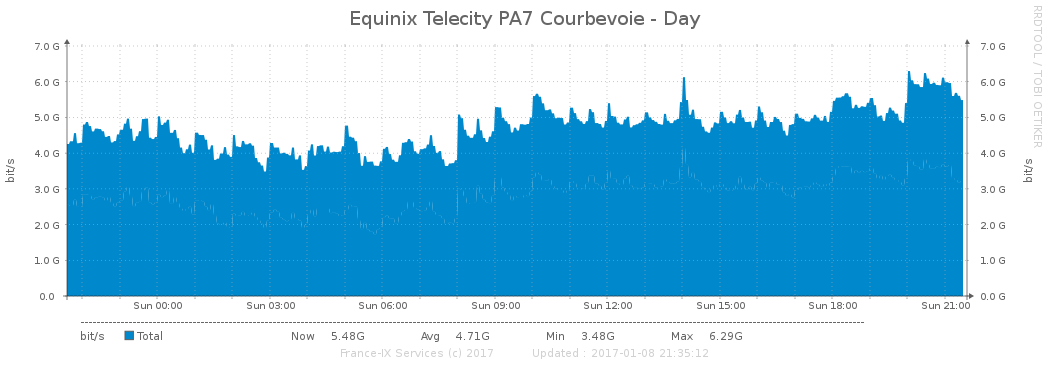 Equinix Telecity PA7 Courbevoie - Day
RRDTOOL / TOBI OETIKER
bit/s
7.0 G 7.0 G
6.0 G 6.0 G
5.0 G 5.0 G
4.0 G 4.0 G
3.0 G 3.0 G
2.0 G 2.0 G
1.0 G 1.0 G
0.0 0.0 G
bit/s
Sun 00:00 Sun 03:00 Sun 06:00 Sun 09:00 Sun 12:00 Sun 15:00 Sun 18:00 Sun 21:00
bit/s Total Now 5.48G Avg 4.71G Min 3.48G Max 6.29G
France-IX Services (c) 2017 Updated : 2017-01-08 21:35:12